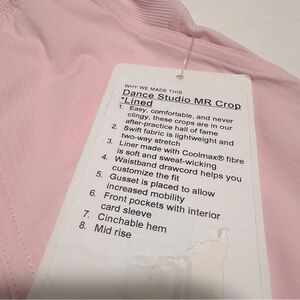 WHY WE MADE THIS
Dance Studio MR Crop
*Lined
1. Easy, comfortable, and never
clingy, these crops are in our
after-practice hall of fame
2. Swift fabric is lightweight and
two-way stretch
3. Liner made with Coolmax® fibre
is soft and sweat-wicking
4. Waistband drawcord helps you
customize the fit
5. Gusset is placed to allow
increased mobility
6. Front pockets with interior
card sleeve
7. Cinchable hem
8. Mid rise